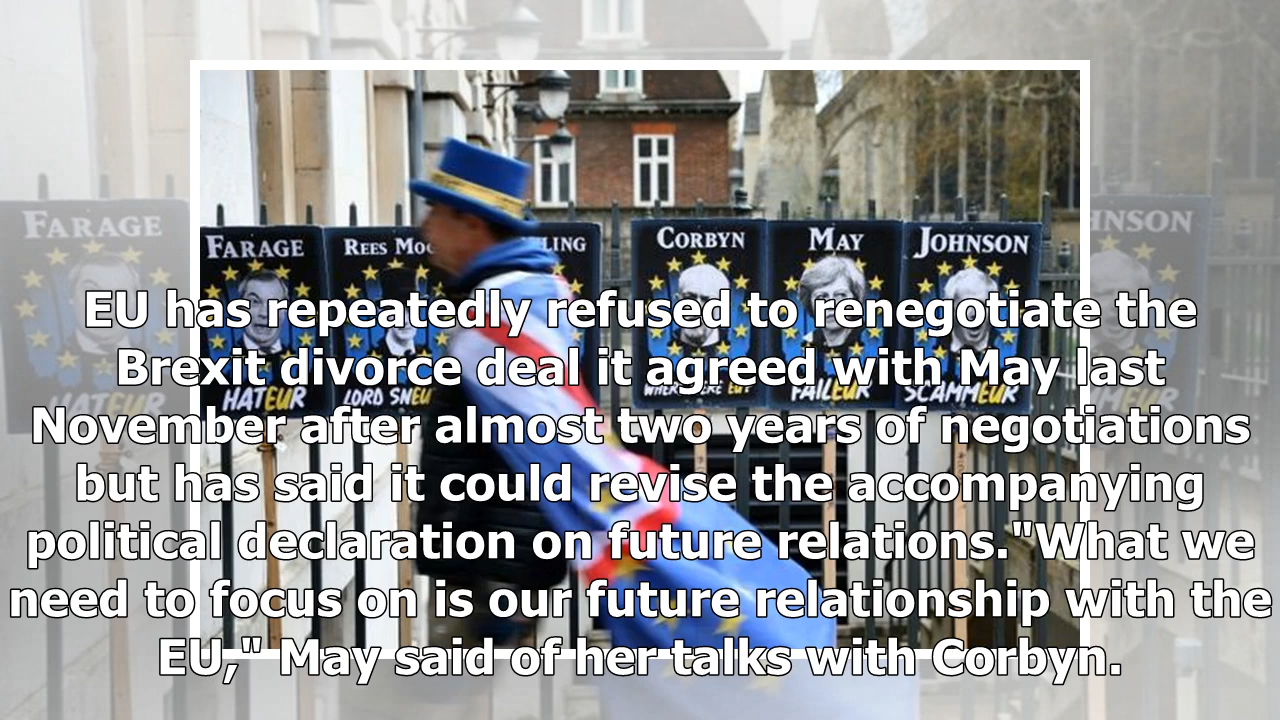 FARAGE
HATEUR
FARAGE
HATEUR
REES
LORD
CORBYN
MAY
FAILEUR
JOHNSON
SCAMMEUR
EU has repeatedly refused to renegotiate the
Brexit divorce deal it agreed with May last
November after almost two years of negotiations
but has said it could revise the accompanying
political declaration on future relations."What we
need to focus on is our future relationship with the
EU," May said of her talks with Corbyn.